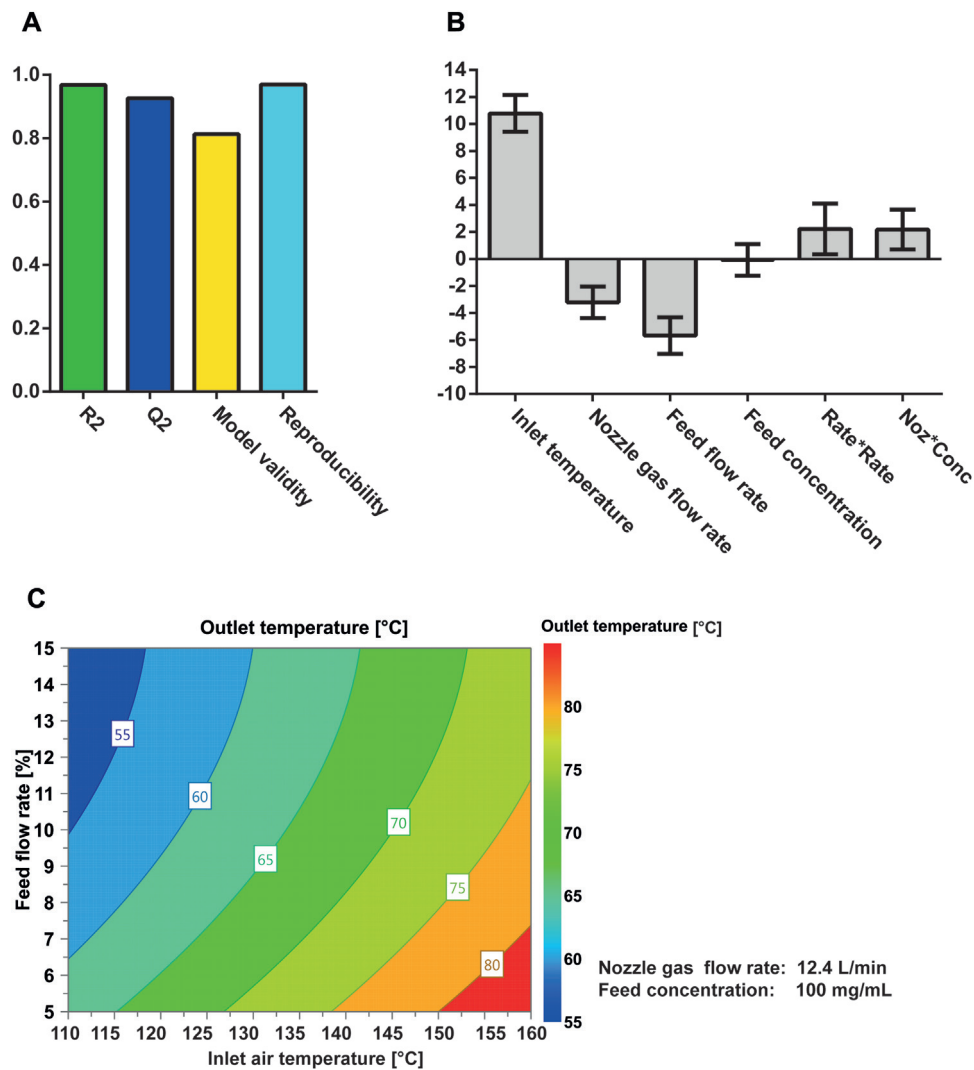 A
1.0
0.8
0.6
0.4
0.2
0.0
R2
Q2
Model validity
Reproducibility
B
14
12
10
8
6
4
2
0
-2
-4
-6
-8
-10
Inlet temperature
Nozzle gas flow rate
Feed flow rate
Feed concentration
Rate*Rate
Noz*Conc
C
Outlet temperature [°C]
Feed flow rate [%]
15
14
13
12
11
10
9
8
7
6
5
55
60
65
70
75
80
110 115 120 125 130 135 140 145 150 155 160
Inlet air temperature [°C]
Outlet temperature [°C]
80
75
70
65
60
55
Nozzle gas flow rate: 12.4 L/min
Feed concentration: 100 mg/mL